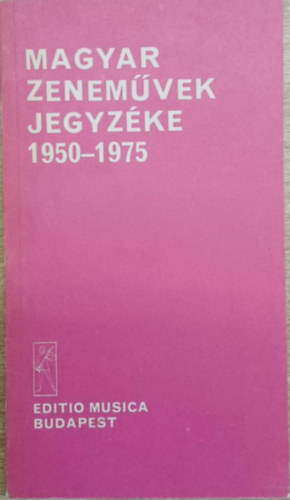 MAGYAR
ZENEMŰVEK
JEGYZÉKE
1950–1975
EDITIO MUSICA
BUDAPEST